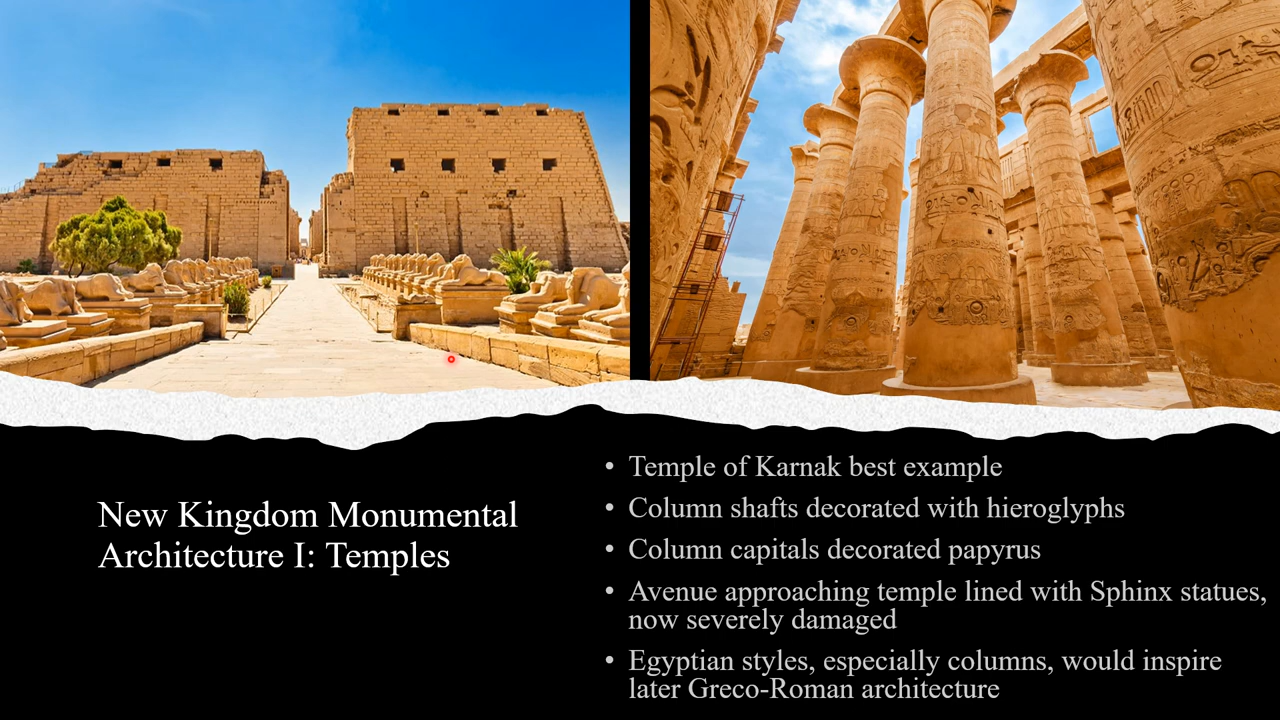 New Kingdom Monumental
Architecture I: Temples
• Temple of Karnak best example
• Column shafts decorated with hieroglyphs
• Column capitals decorated papyrus
• Avenue approaching temple lined with Sphinx statues,
now severely damaged
• Egyptian styles, especially columns, would inspire
later Greco-Roman architecture